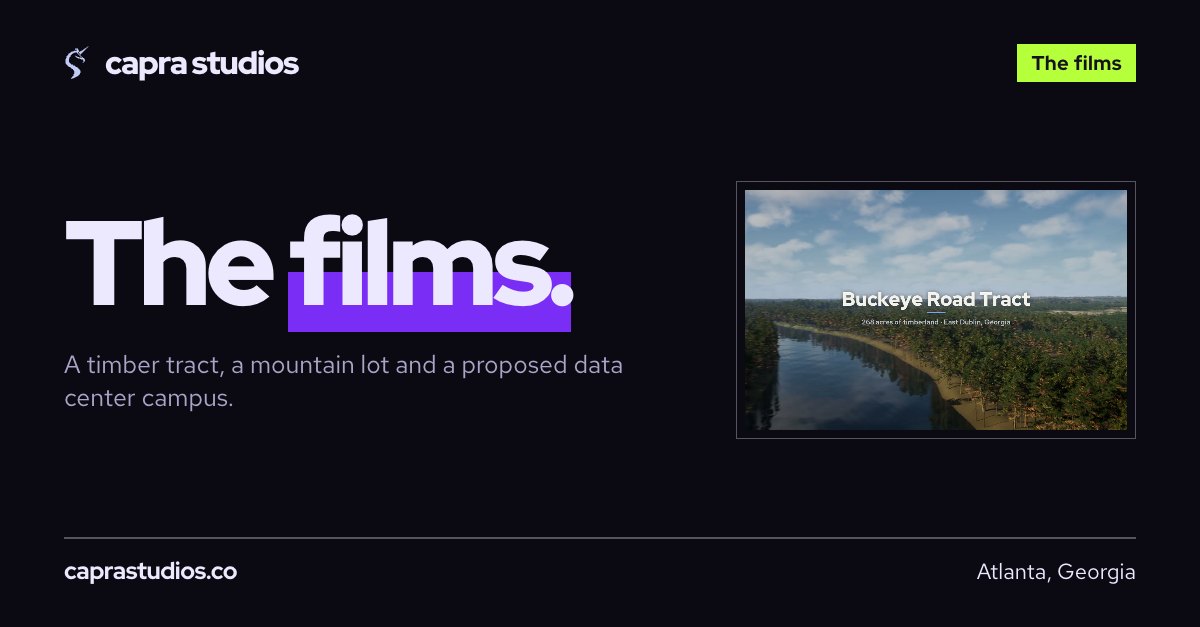 capra studios
The films
The films.
A timber tract, a mountain lot and a proposed data
center campus.
Buckeye Road Tract
268 acres of timberland · East Dublin, Georgia
caprastudios.co
Atlanta, Georgia